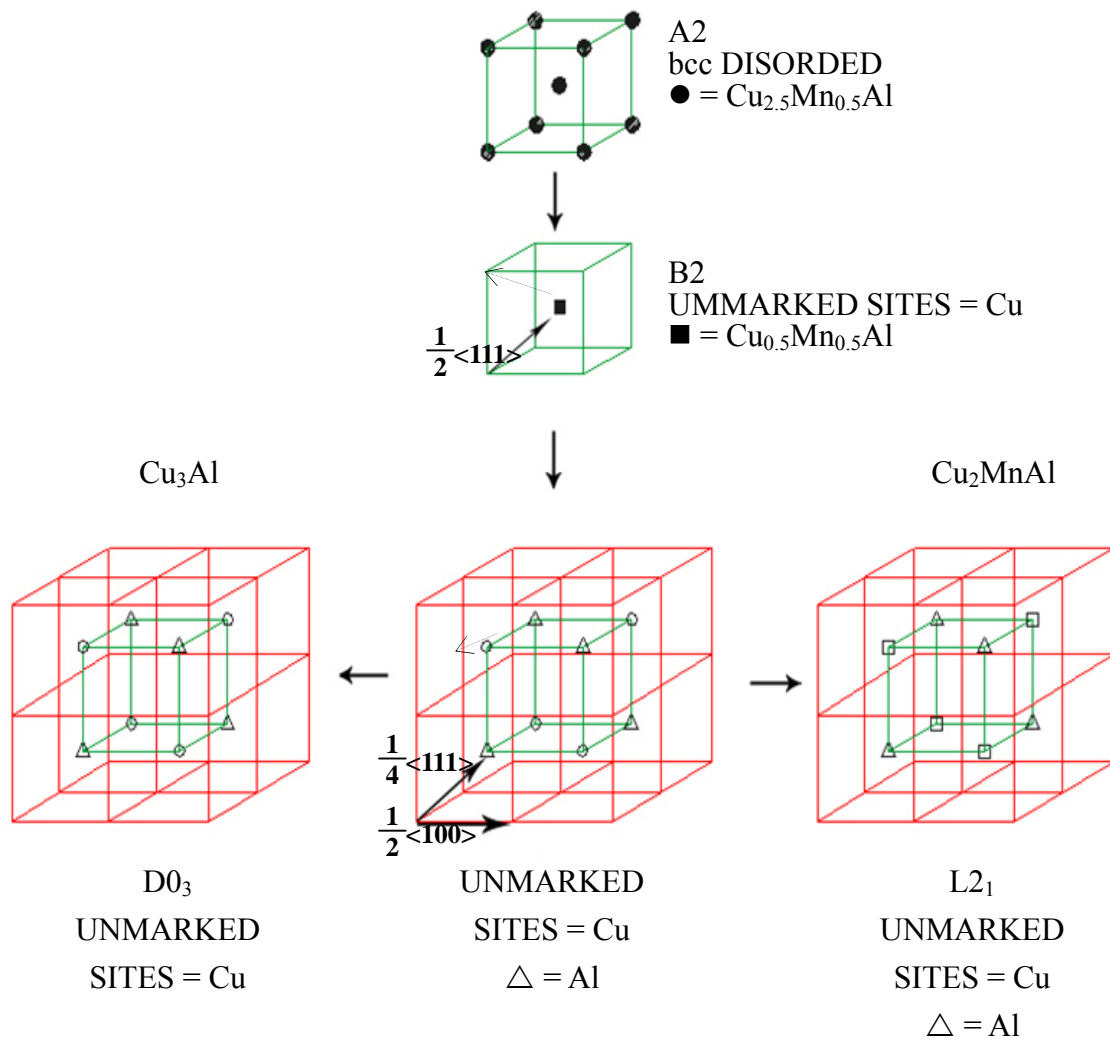 A2
bcc DISORDED
● = Cu₂.₅Mn₀.₅Al
B2
UMMARKED SITES = Cu
■ = Cu₀.₅Mn₀.₅Al
1/2<111>
Cu₃Al
Cu₂MnAl
1/4<111>
1/2<100>
D0₃
UNMARKED
SITES = Cu
UNMARKED
SITES = Cu
△ = Al
L2₁
UNMARKED
SITES = Cu
△ = Al